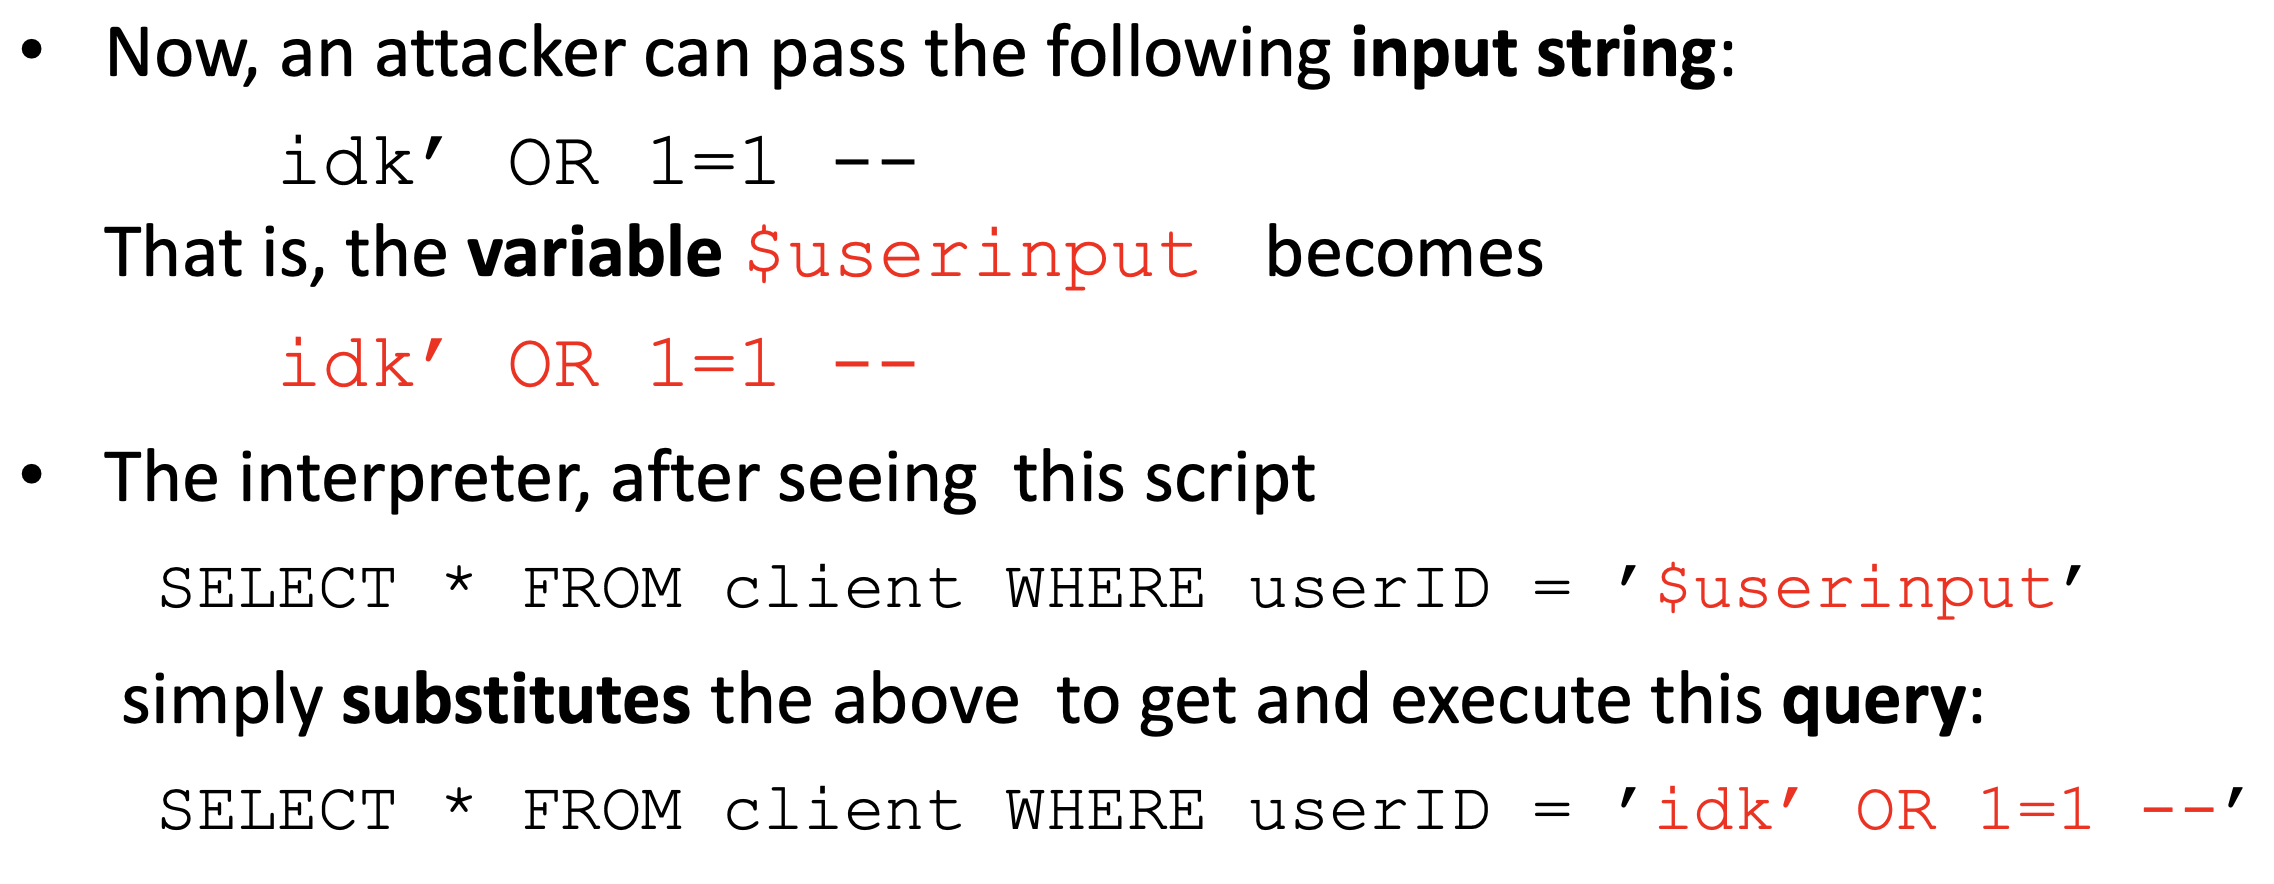 • Now, an attacker can pass the following input string:
idk’ OR 1=1 --
That is, the variable $userinput becomes
idk’ OR 1=1 --
• The interpreter, after seeing this script
SELECT * FROM client WHERE userID = ’$userinput’
simply substitutes the above to get and execute this query:
SELECT * FROM client WHERE userID = ’idk’ OR 1=1 --’